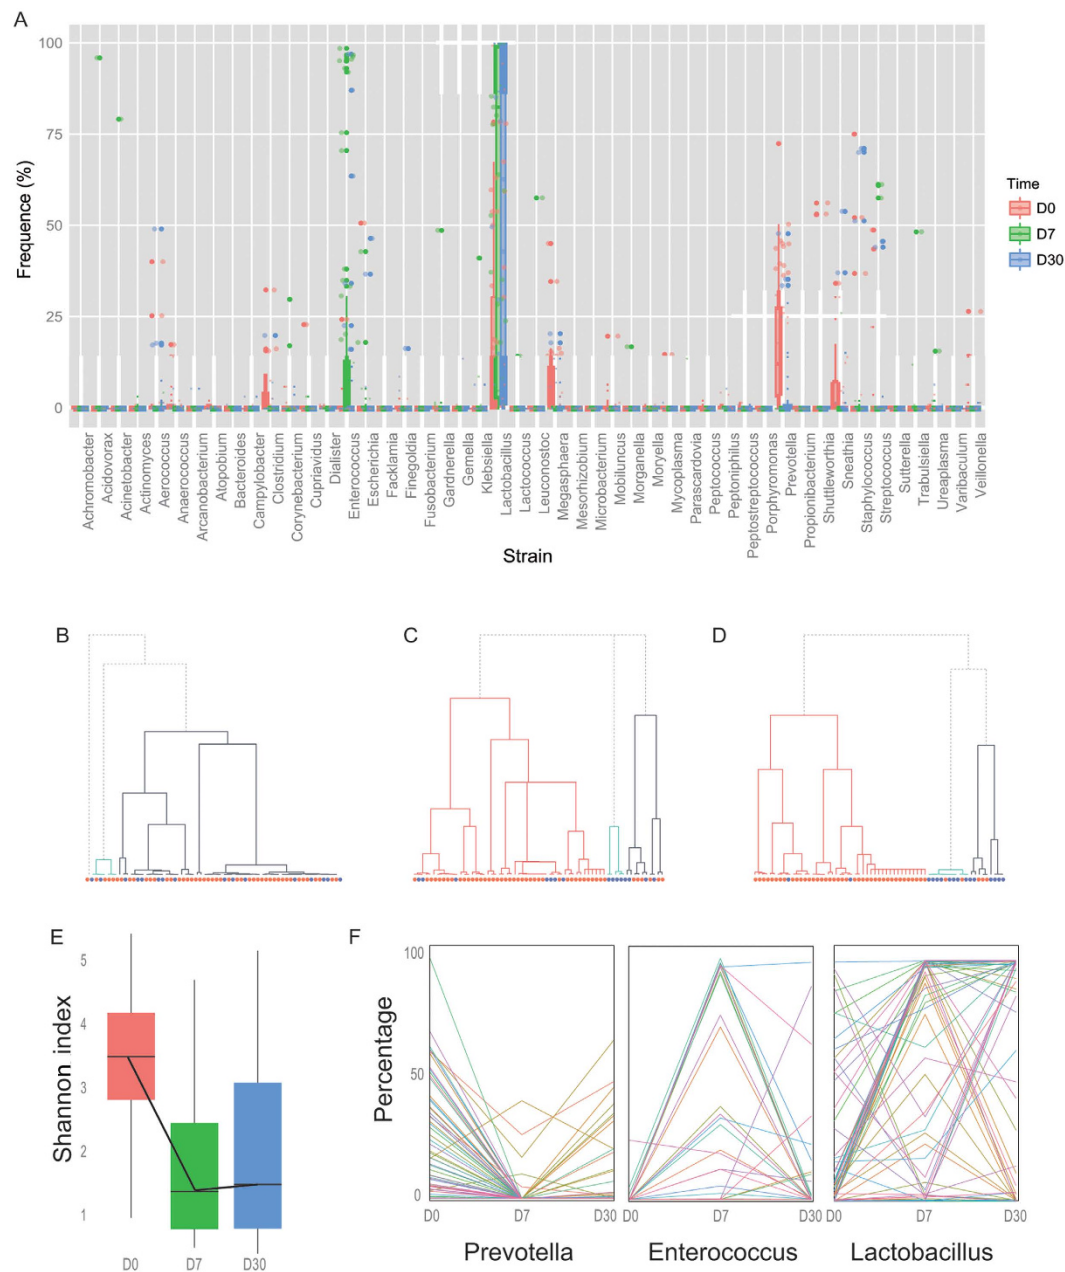 A
100
75
50
25
0
Frequence (%)
Time
D0
D7
D30
Achromobacter
Acidovorax
Acinetobacter
Actinomyces
Aerococcus
Anaerococcus
Arcanobacterium
Atopobium
Bacteroides
Campylobacter
Clostridium
Corynebacter
Cupriavidus
Dialister
Enterococcus
Escherichia
Facklamia
Finegoldia
Fusobacterium
Gardnerella
Gemella
Klebsiella
Lactobacillus
Lactococcus
Leuconostoc
Megasphaera
Mesorhizobium
Microbacterium
Mobiluncus
Morganella
Moryella
Mycoplasma
Parascardovia
Peptococcus
Peptoniphilus
Peptostreptococcus
Porphyromonas
Prevotella
Propionibacterium
Shuttleworthia
Sneathia
Staphylococcus
Streptococcus
Sutterella
Trabulsiella
Ureaplasma
Varibaculum
Veillonella
Strain
B
C
D
E
5
4
3
2
1
Shannon index
D0
D7
D30
F
100
50
0
Percentage
D0
D7
D30
Prevotella
D0
D7
D30
Enterococcus
D0
D7
D30
Lactobacillus